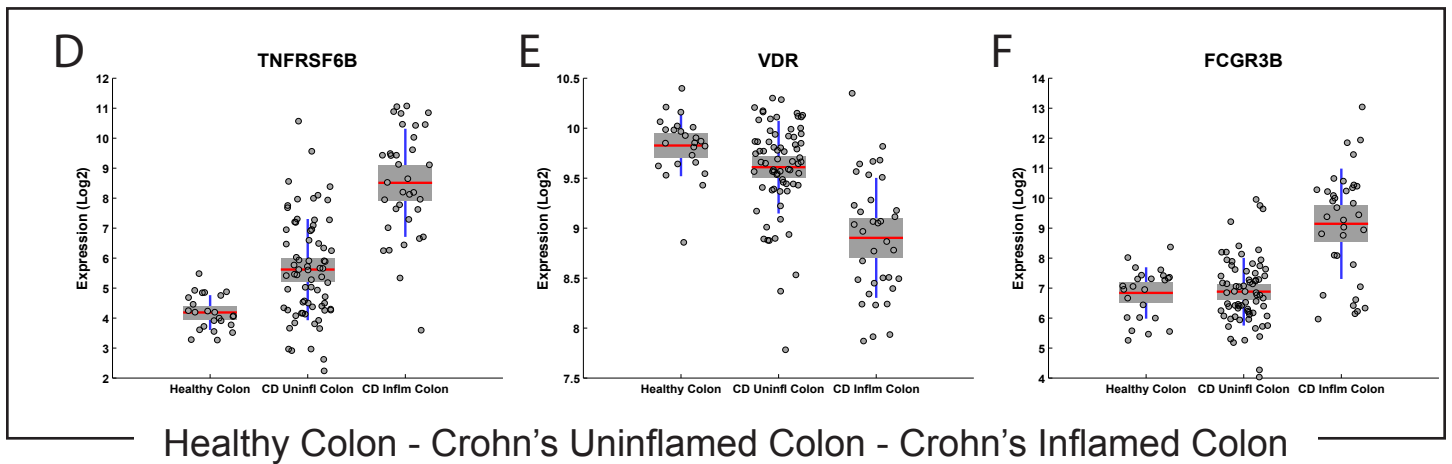 D
TNFRSF6B
Expression (Log2)
12
11
10
9
8
7
6
5
4
3
2
Healthy Colon CD Uninfl Colon CD Inflm Colon
E
VDR
Expression (Log2)
10.5
10
9.5
9
8.5
8
7.5
Healthy Colon CD Uninfl Colon CD Inflm Colon
F
FCGR3B
Expression (Log2)
14
13
12
11
10
9
8
7
6
5
4
Healthy Colon CD Uninfl Colon CD Inflm Colon
Healthy Colon - Crohn's Uninflamed Colon - Crohn's Inflamed Colon